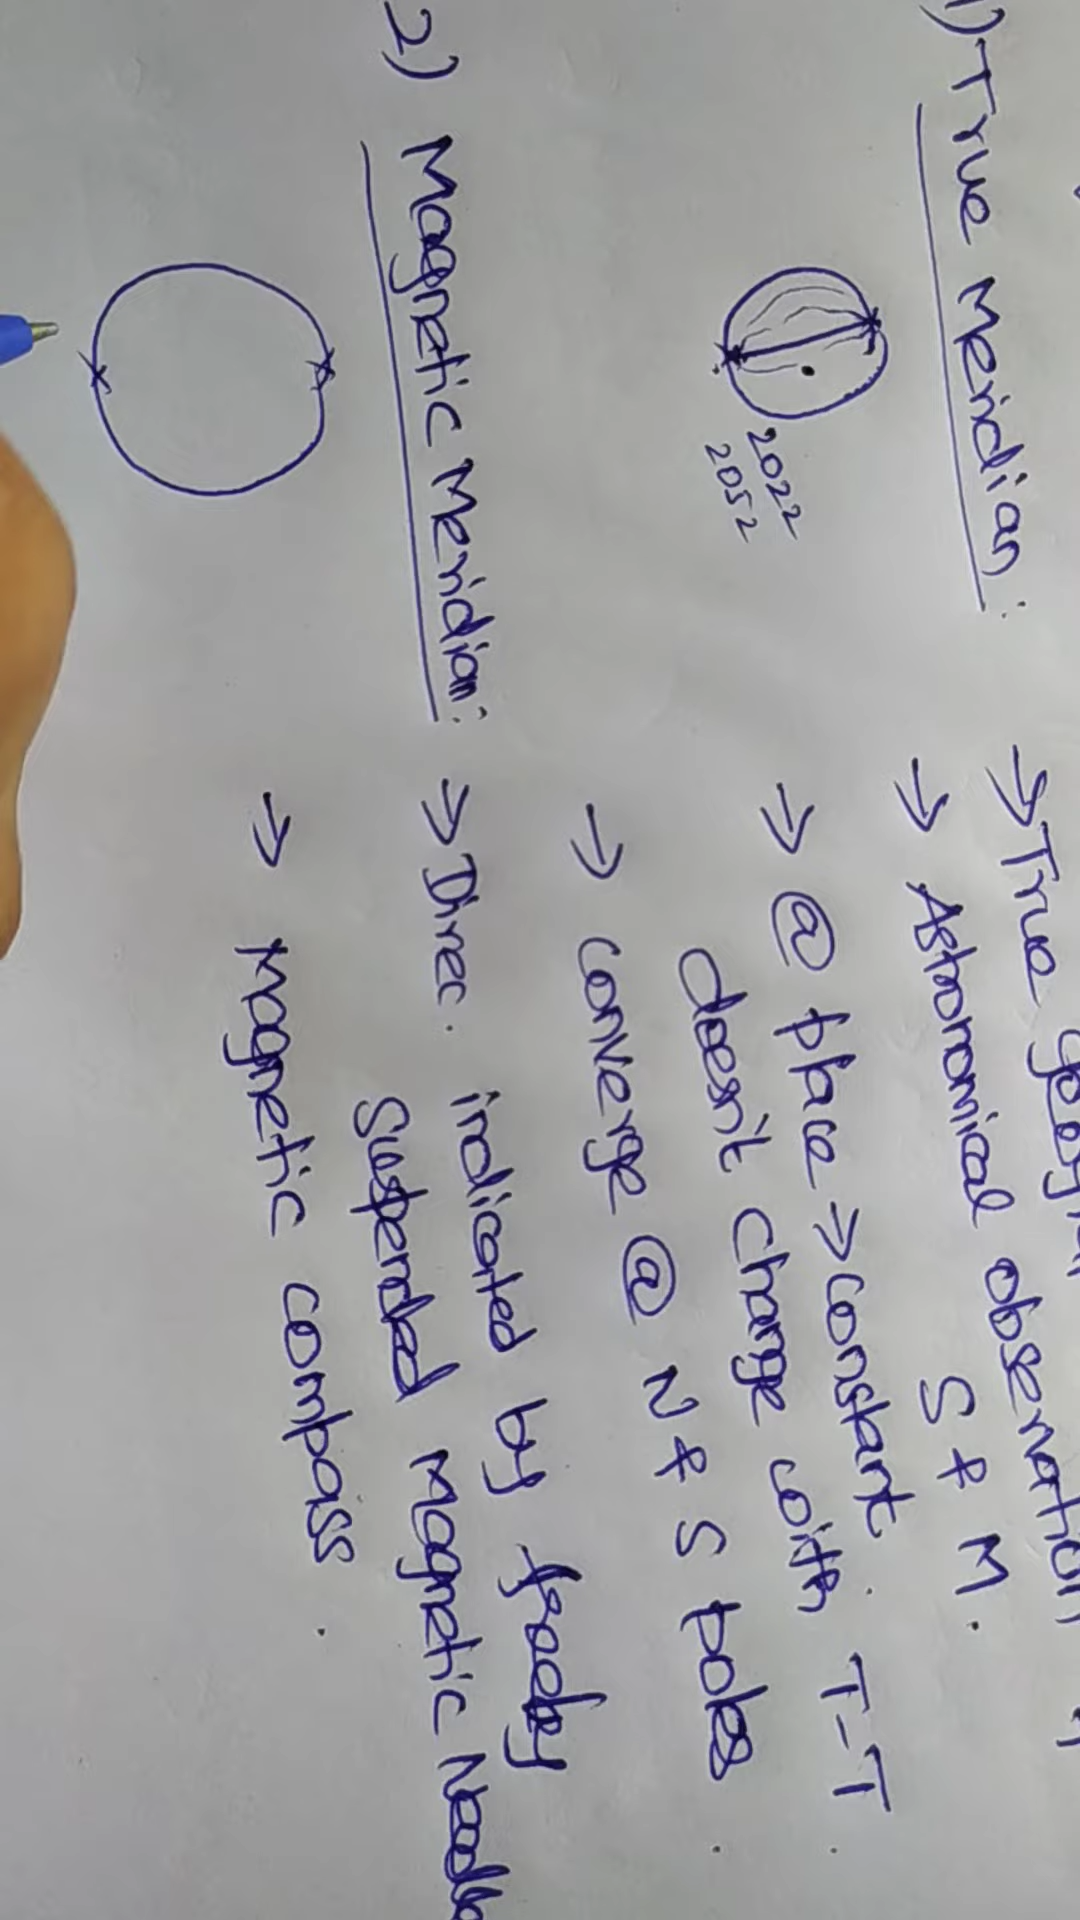 1) True Meridian : → True
→ Astronomical observation
S & M.
→ @ place → constant.
doesn't change with T-T.
2022
2052
→ converge @ N & S poles.
2) Magnetic Meridian: → Direc. indicated by freely
suspended Magnetic Needle
→ Magnetic compass.